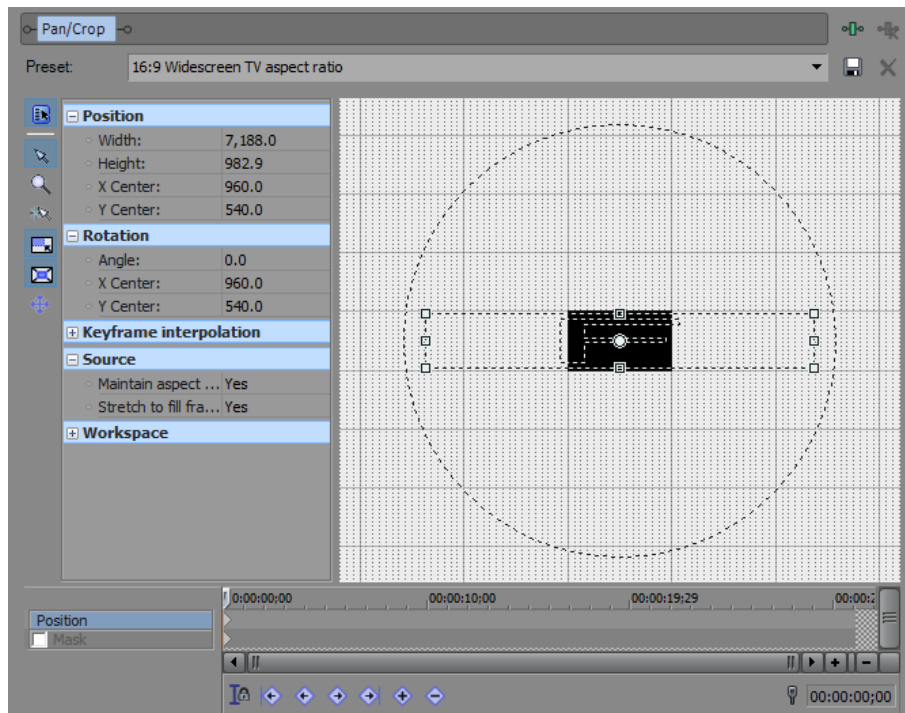 Pan/Crop
Preset: 16:9 Widescreen TV aspect ratio
Position
Width: 7,188.0
Height: 982.9
X Center: 960.0
Y Center: 540.0
Rotation
Angle: 0.0
X Center: 960.0
Y Center: 540.0
Keyframe interpolation
Source
Maintain aspect ... Yes
Stretch to fill fra... Yes
Workspace
0:00:00;00 00:00:10;00 00:00:19;29 00:00:2
Position
Mask
00:00:00;00